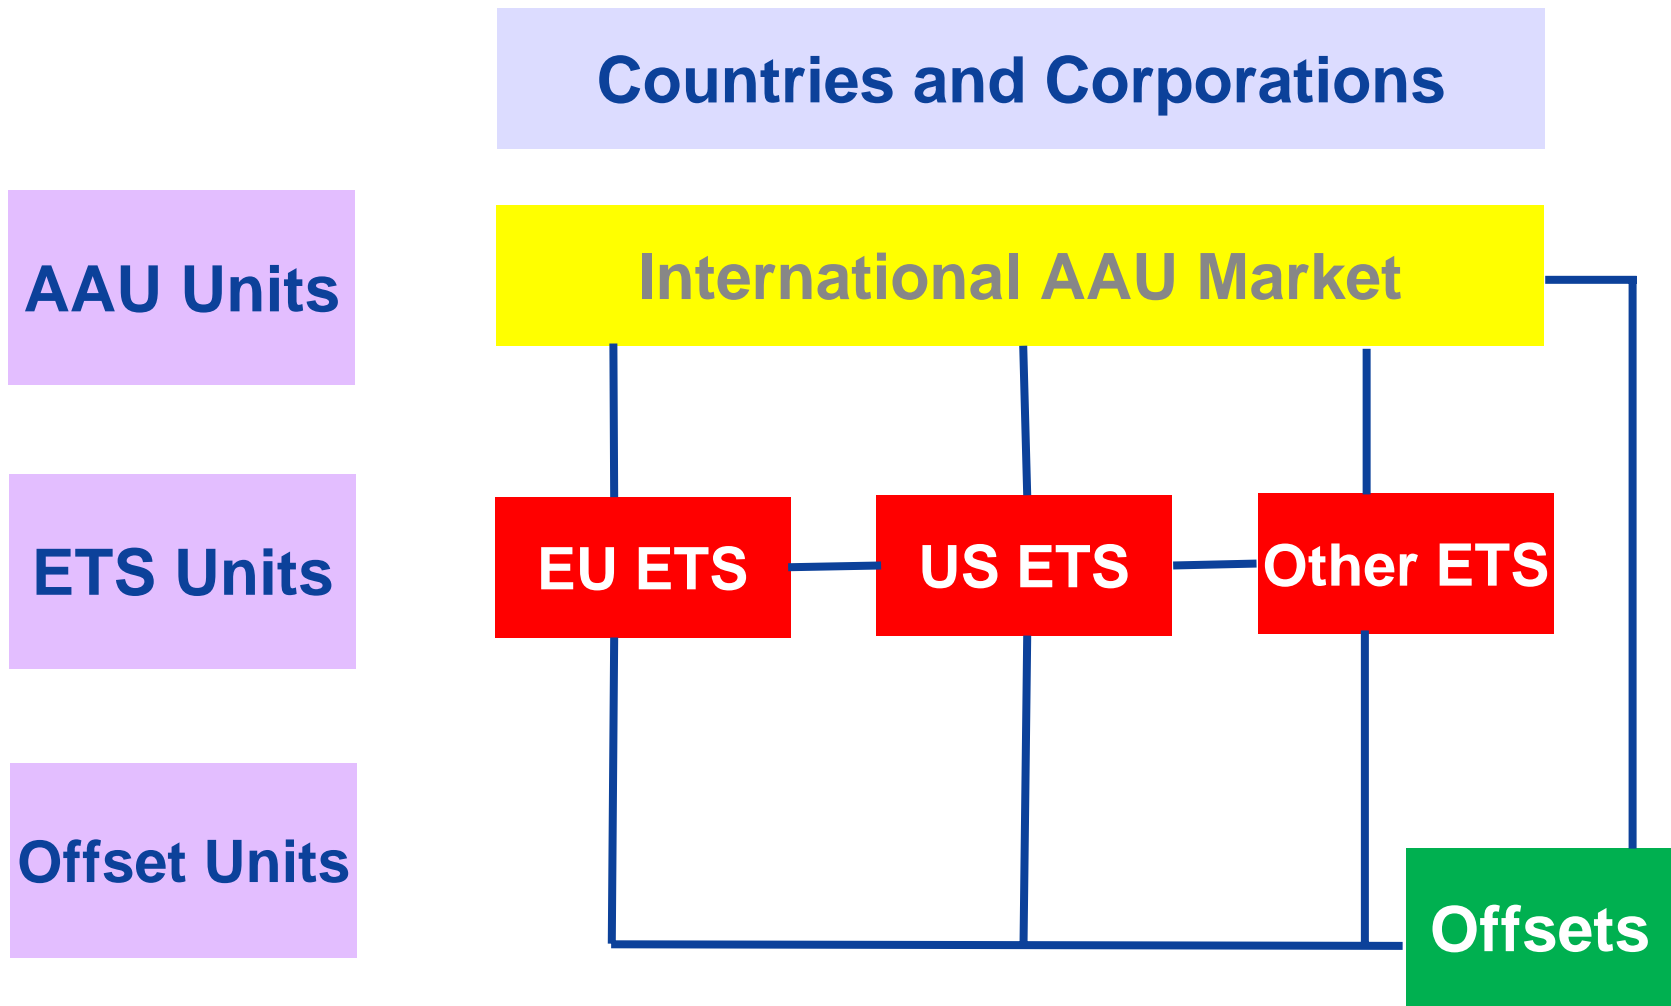 Countries and Corporations
AAU Units
International AAU Market
ETS Units
EU ETS
US ETS
Other ETS
Offset Units
Offsets